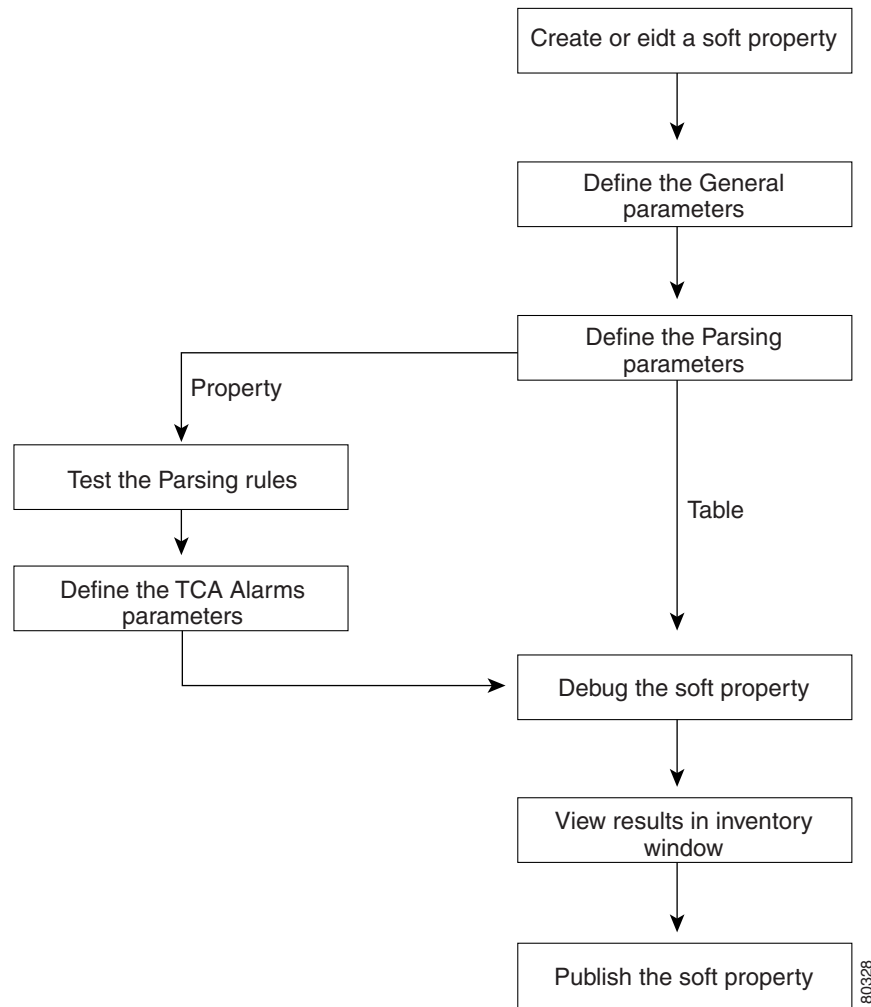 Create or eidt a soft property
Define the General
parameters
Define the Parsing
parameters
Property
Test the Parsing rules
Table
Define the TCA Alarms
parameters
Debug the soft property
View results in inventory
window
Publish the soft property
80328